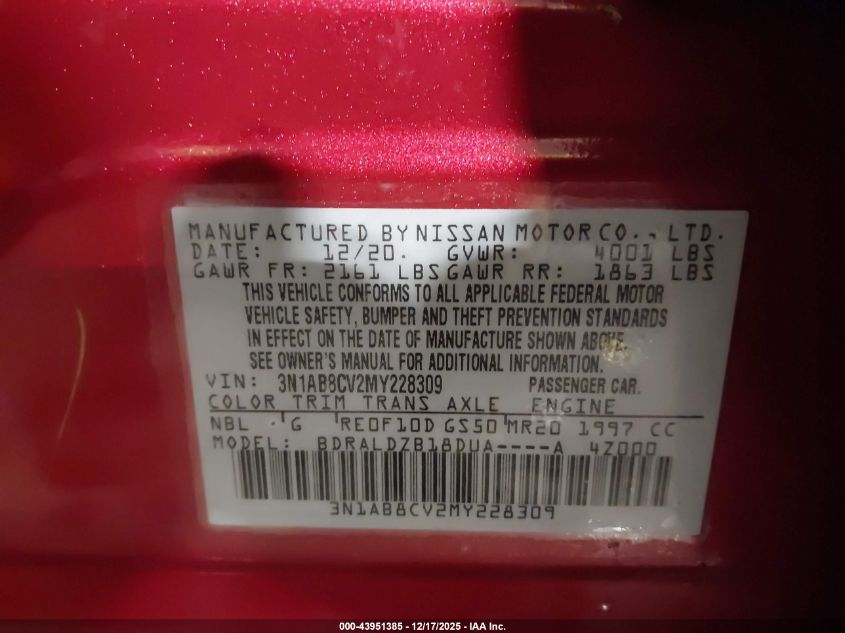 MANUFACTURED BY NISSAN MOTOR CO., LTD.
DATE: 12/20. GVWR: 4001 LBS
GAWR FR: 2161 LBS GAWR RR: 1863 LBS
THIS VEHICLE CONFORMS TO ALL APPLICABLE FEDERAL MOTOR
VEHICLE SAFETY, BUMPER AND THEFT PREVENTION STANDARDS
IN EFFECT ON THE DATE OF MANUFACTURE SHOWN ABOVE.
SEE OWNER'S MANUAL FOR ADDITIONAL INFORMATION.
VIN: 3N1AB8CV2MY228309 PASSENGER CAR.
COLOR TRIM TRANS AXLE ENGINE
NBL G RE0F10D GS50 MR20 1997 CC
MODEL: BDRALDZB18DUA----A 4Z000
3N1AB8CV2MY228309
000-43951385 - 12/17/2025 - IAA Inc.